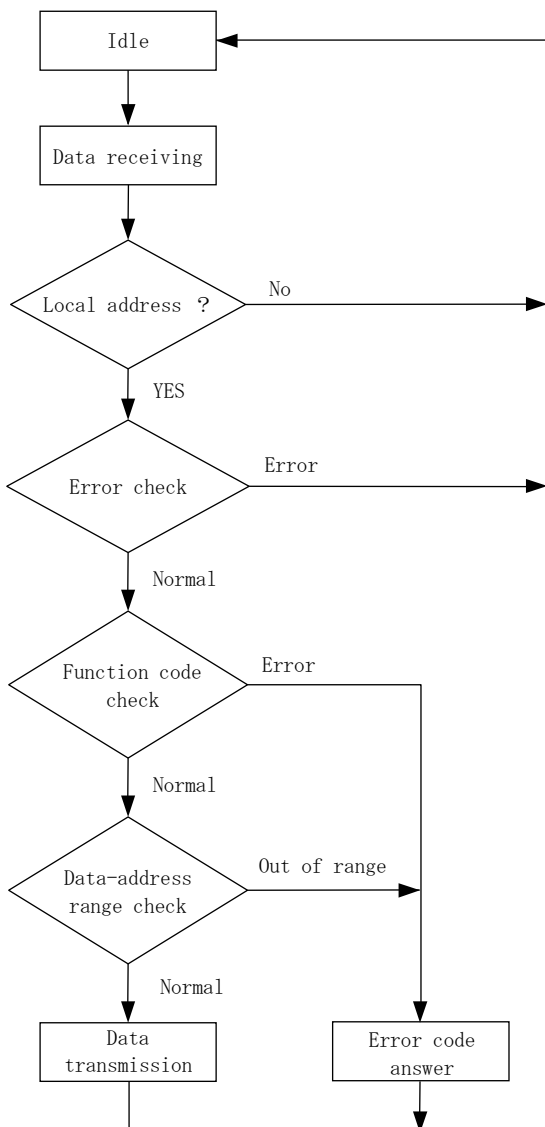 Idle
Data receiving
Local address ？
No
YES
Error check
Error
Normal
Function code
check
Error
Normal
Data-address
range check
Out of range
Normal
Data
transmission
Error code
answer